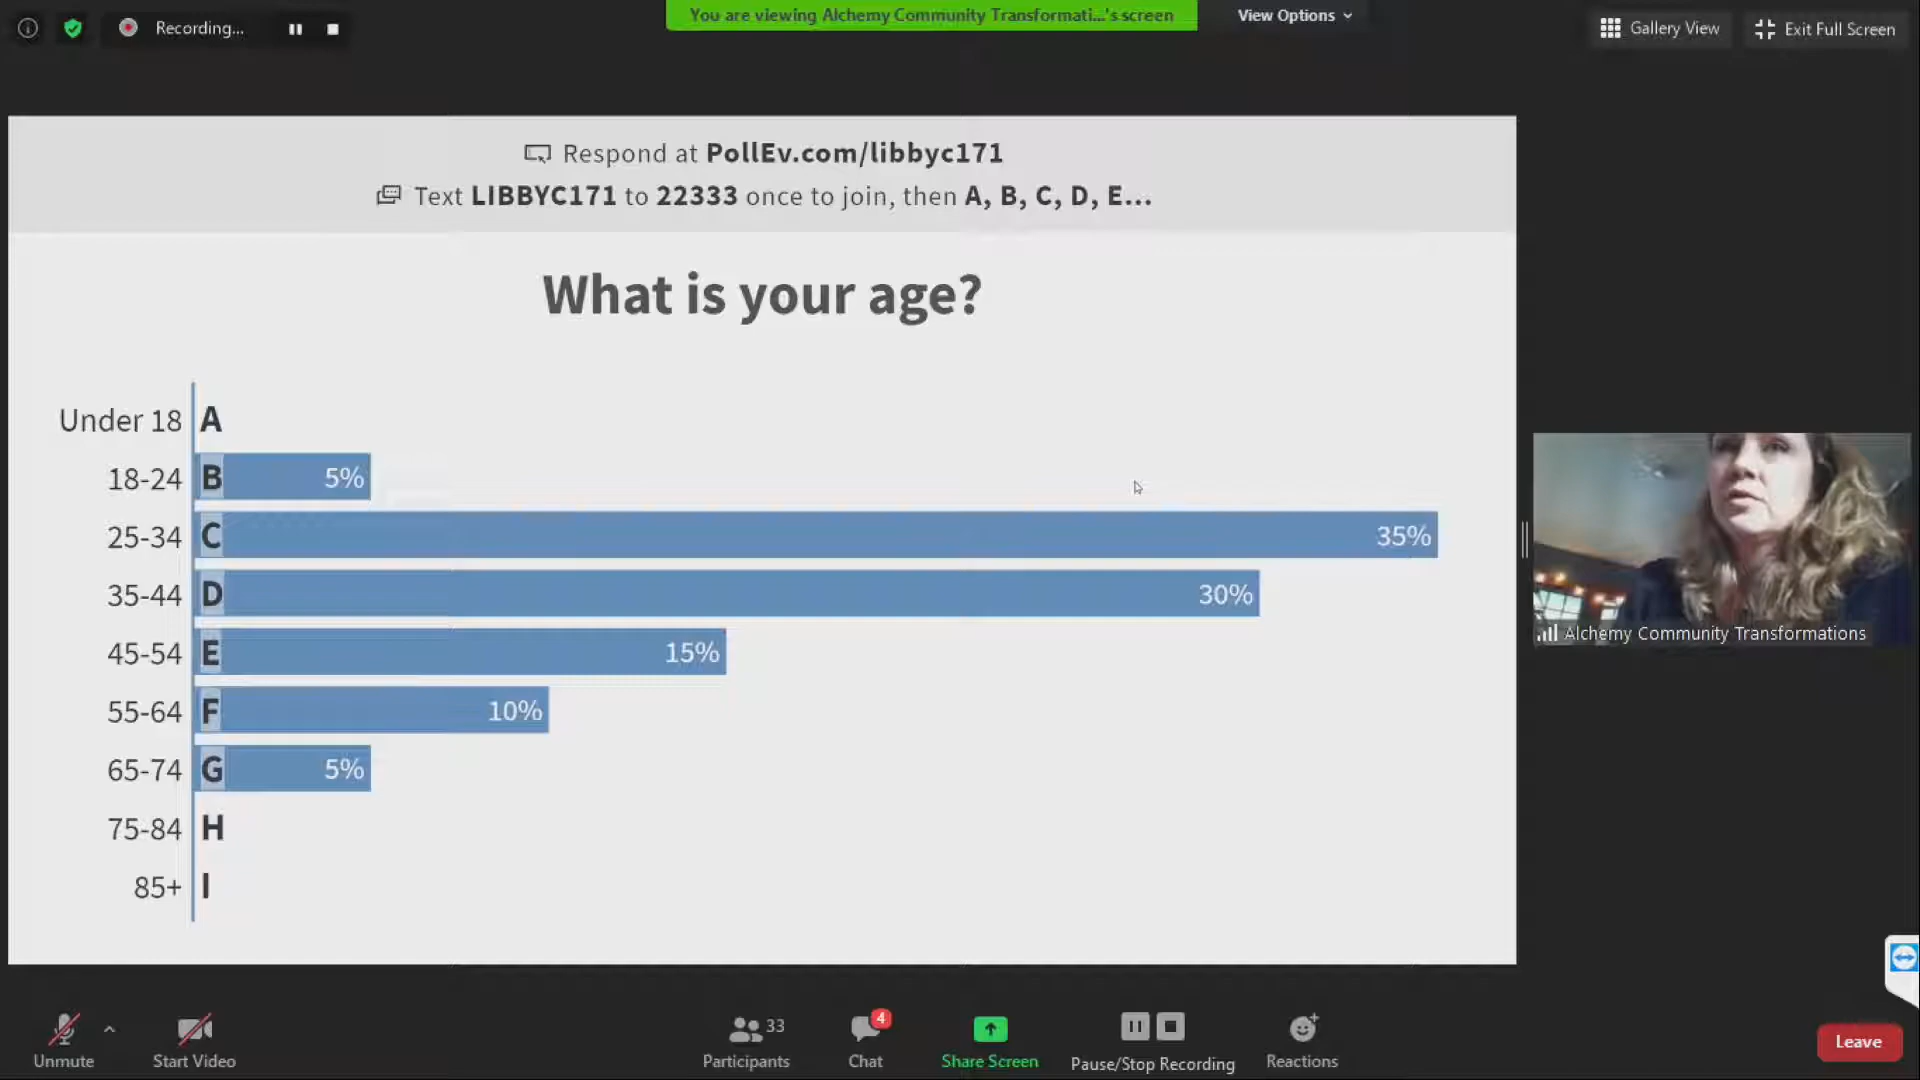 Recording...
You are viewing Alchemy Community Transformati...'s screen
View Options
Gallery View
Exit Full Screen
Respond at PollEv.com/libbyc171
Text LIBBYC171 to 22333 once to join, then A, B, C, D, E...
What is your age?
Under 18 A
18-24 B 5%
25-34 C 35%
35-44 D 30%
45-54 E 15%
55-64 F 10%
65-74 G 5%
75-84 H
85+ I
Alchemy Community Transformations
Unmute
Start Video
33
Participants
4
Chat
Share Screen
Pause/Stop Recording
Reactions
Leave